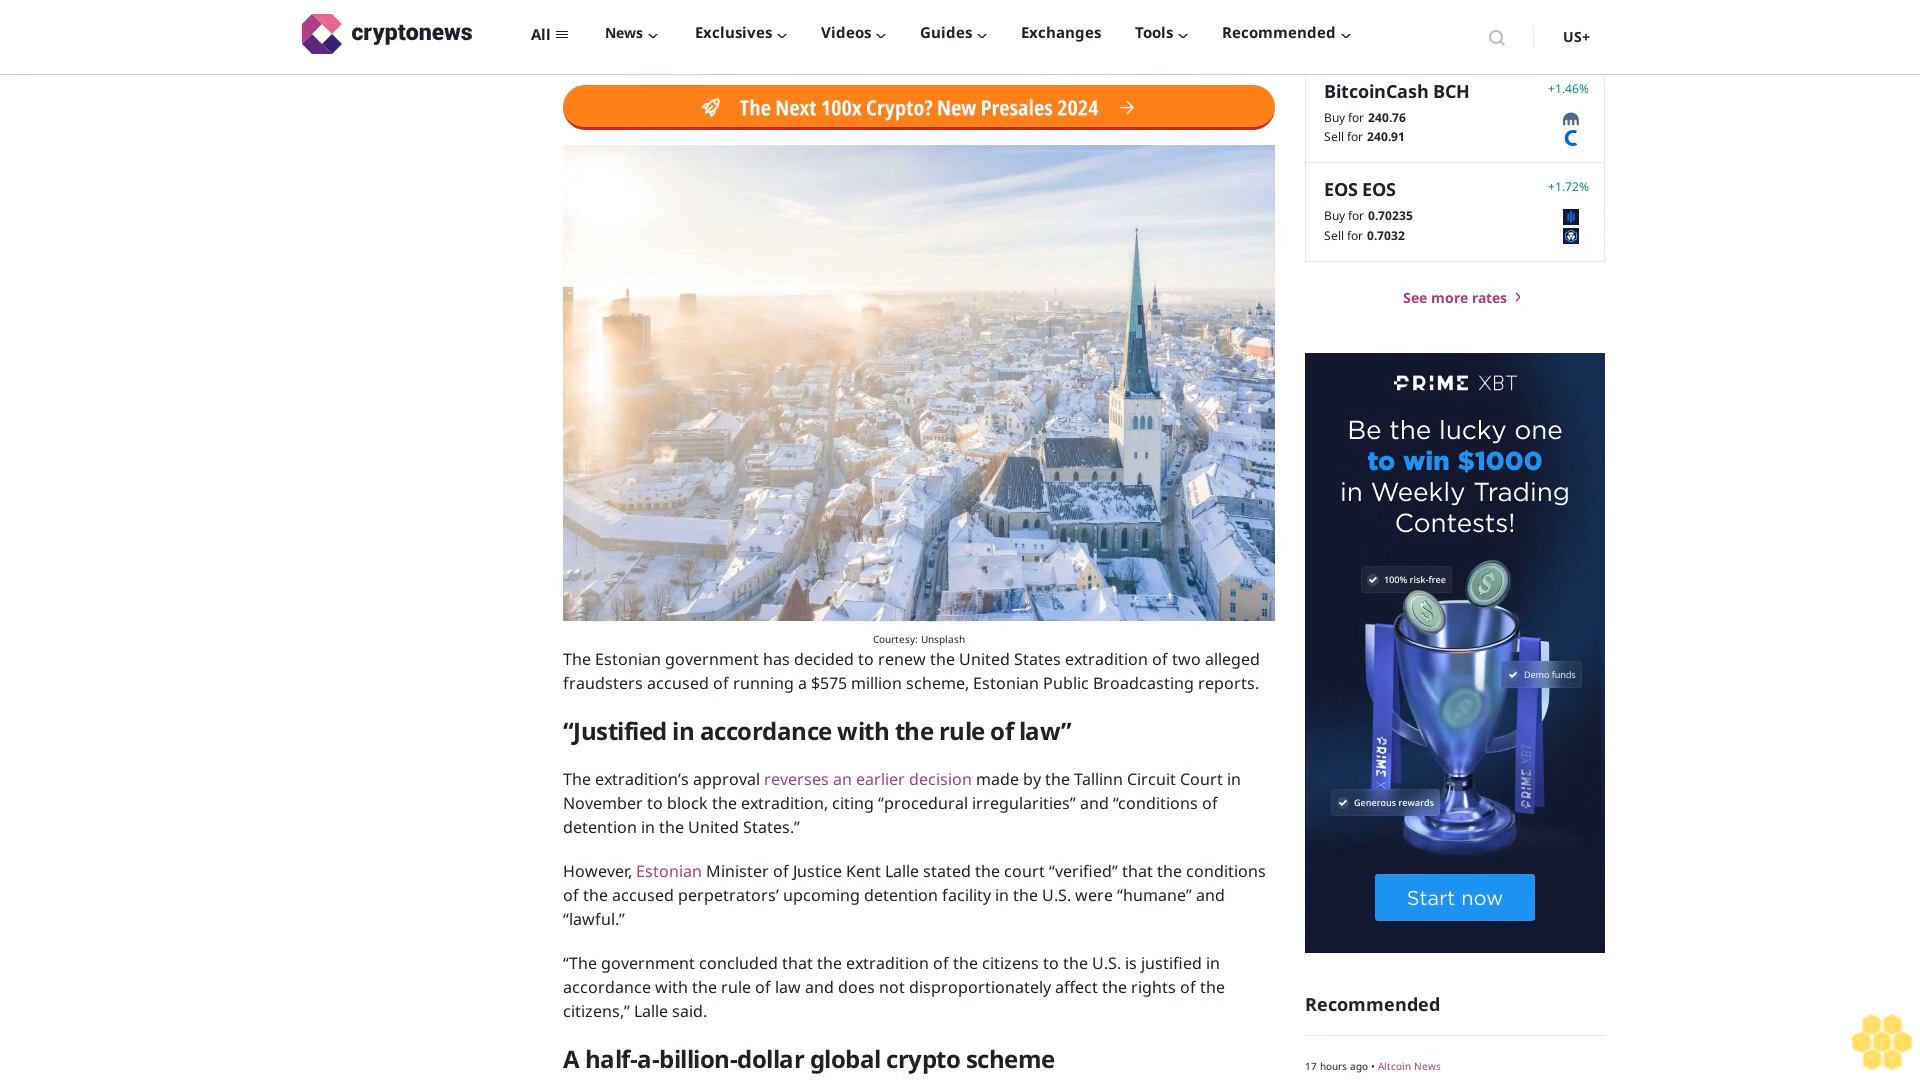 cryptonews
All
News
Exclusives
Videos
Guides
Exchanges
Tools
Recommended
US+
The Next 100x Crypto? New Presales 2024
Courtesy: Unsplash
The Estonian government has decided to renew the United States extradition of two alleged
fraudsters accused of running a $575 million scheme, Estonian Public Broadcasting reports.
“Justified in accordance with the rule of law”
The extradition’s approval reverses an earlier decision made by the Tallinn Circuit Court in
November to block the extradition, citing “procedural irregularities” and “conditions of
detention in the United States.”
However, Estonian Minister of Justice Kent Lalle stated the court “verified” that the conditions
of the accused perpetrators’ upcoming detention facility in the U.S. were “humane” and
“lawful.”
“The government concluded that the extradition of the citizens to the U.S. is justified in
accordance with the rule of law and does not disproportionately affect the rights of the
citizens,” Lalle said.
A half-a-billion-dollar global crypto scheme
BitcoinCash BCH
+1.46%
Buy for 240.76
Sell for 240.91
EOS EOS
+1.72%
Buy for 0.70235
Sell for 0.7032
See more rates
PRIME XBT
Be the lucky one
to win $1000
in Weekly Trading
Contests!
100% risk-free
Demo funds
Generous rewards
PRIME X
PRIME XBT
Start now
Recommended
17 hours ago • Altcoin News